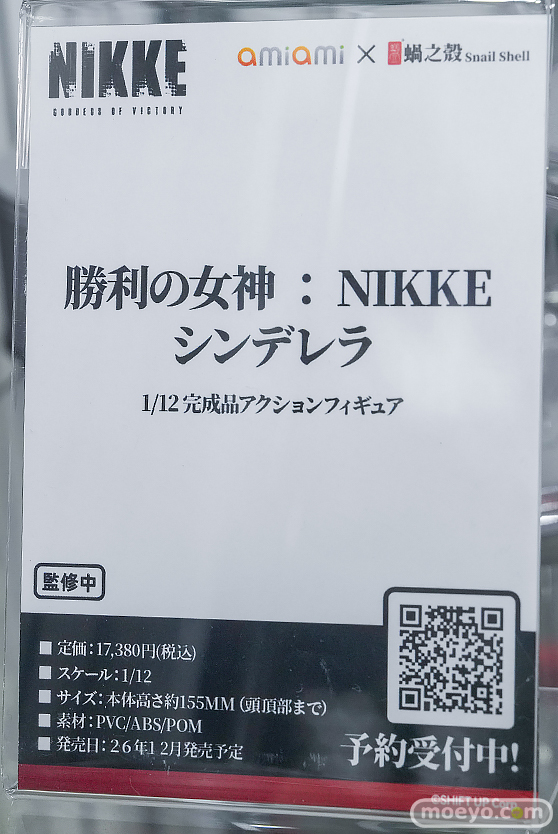 NIKKE
GODDESS OF VICTORY
amiami × 蝸之殼 Snail Shell
勝利の女神 : NIKKE
シンデレラ
1/12 完成品アクションフィギュア
監修中
■ 定価:17,380円(税込)
■ スケール:1/12
■ サイズ:本体高さ約155MM (頭頂部まで)
■ 素材:PVC/ABS/POM
■ 発売日:26年12月発売予定
予約受付中!
©SHIFT UP Corp.
moeyo.com